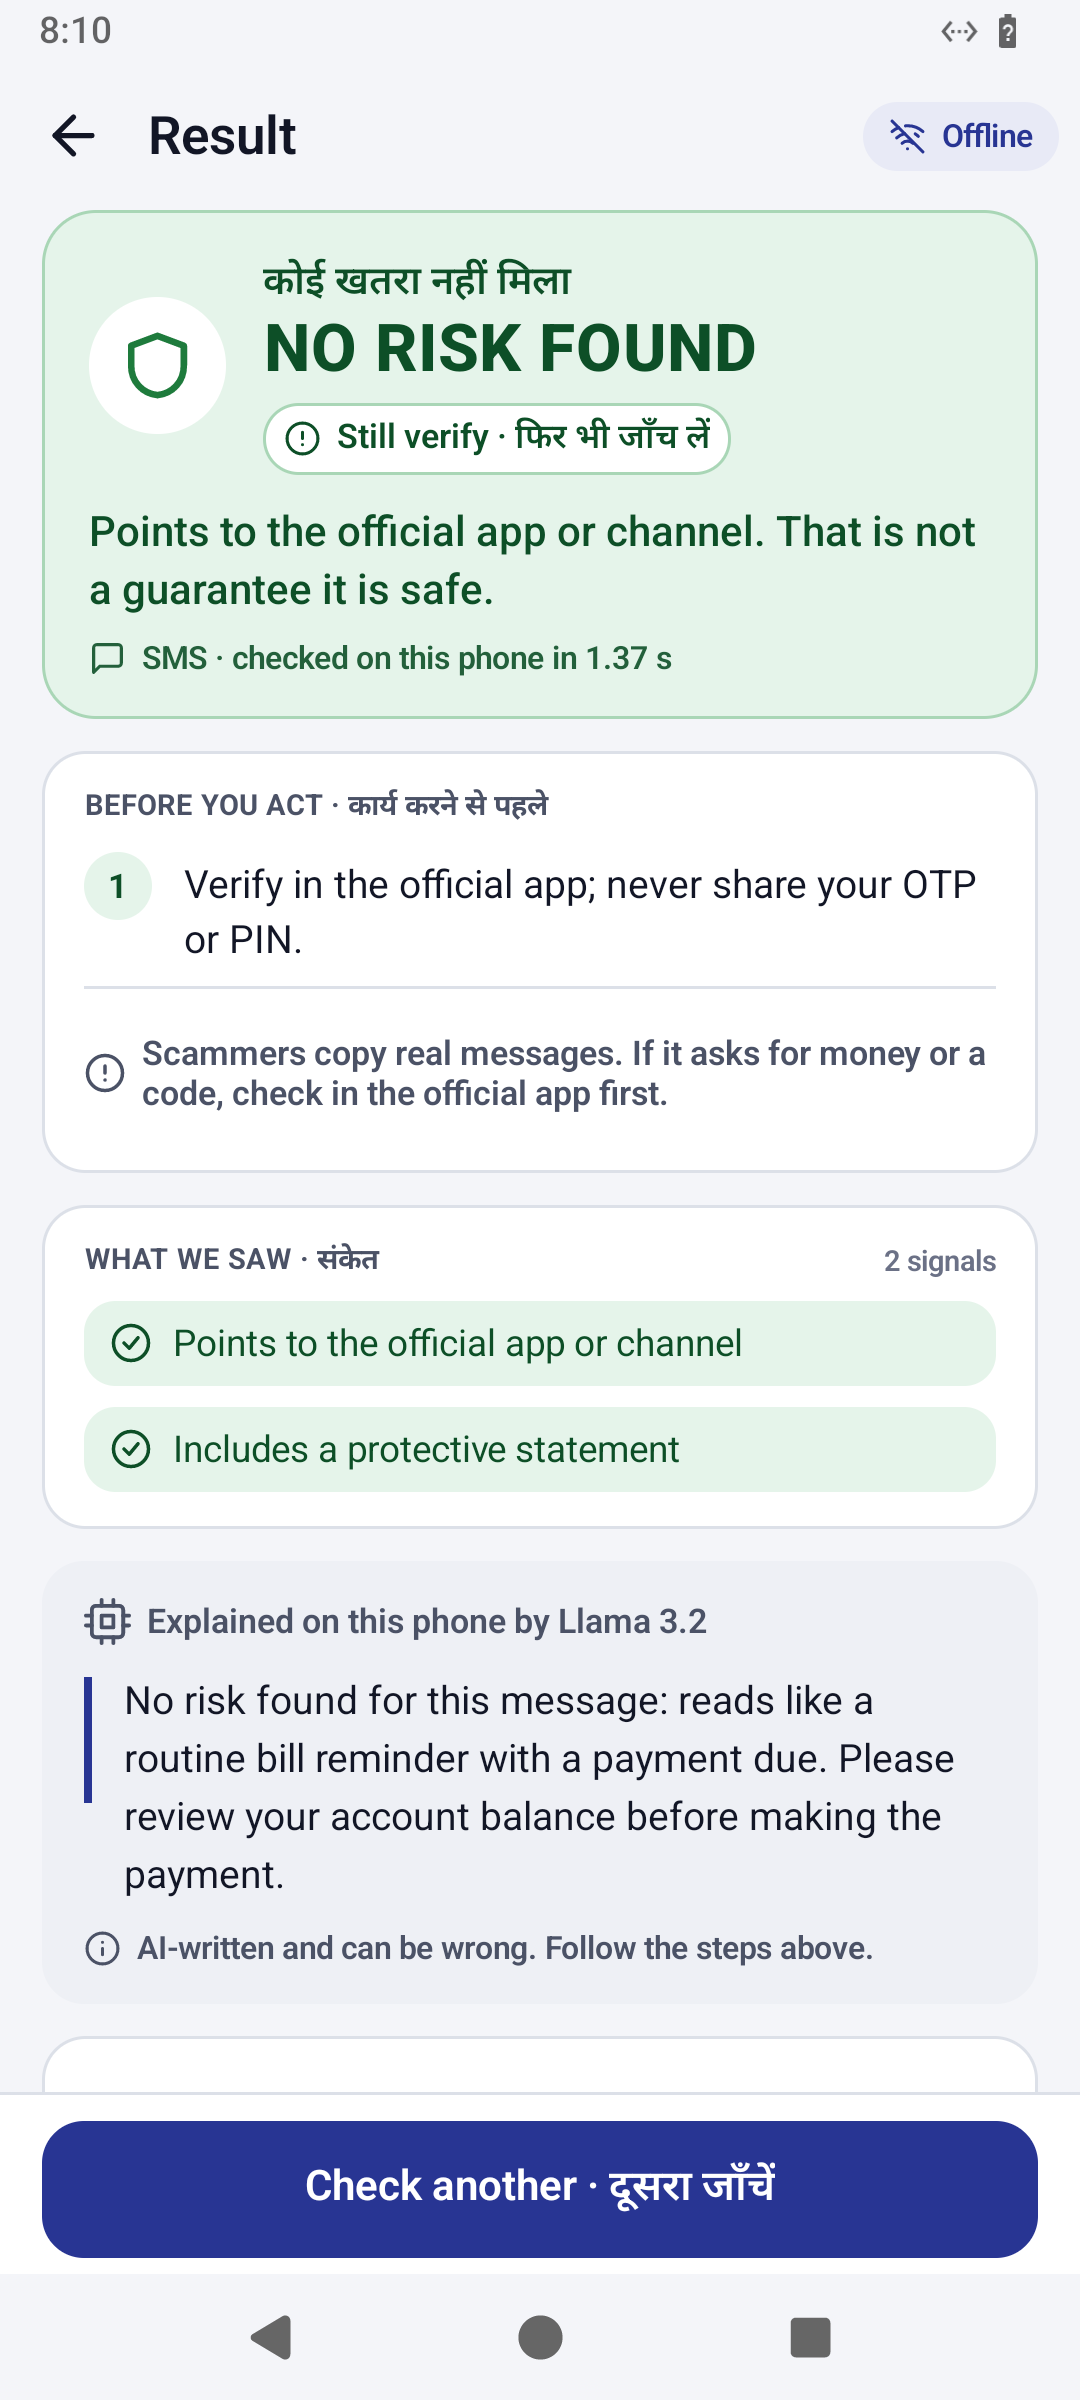 8:10
Result
Offline
कोई खतरा नहीं मिला
NO RISK FOUND
Still verify · फिर भी जाँच लें
Points to the official app or channel. That is not
a guarantee it is safe.
SMS · checked on this phone in 1.37 s
BEFORE YOU ACT · कार्य करने से पहले
1
Verify in the official app; never share your OTP
or PIN.
Scammers copy real messages. If it asks for money or a
code, check in the official app first.
WHAT WE SAW · संकेत
2 signals
Points to the official app or channel
Includes a protective statement
Explained on this phone by Llama 3.2
No risk found for this message: reads like a
routine bill reminder with a payment due. Please
review your account balance before making the
payment.
AI-written and can be wrong. Follow the steps above.
Check another · दूसरा जाँचें